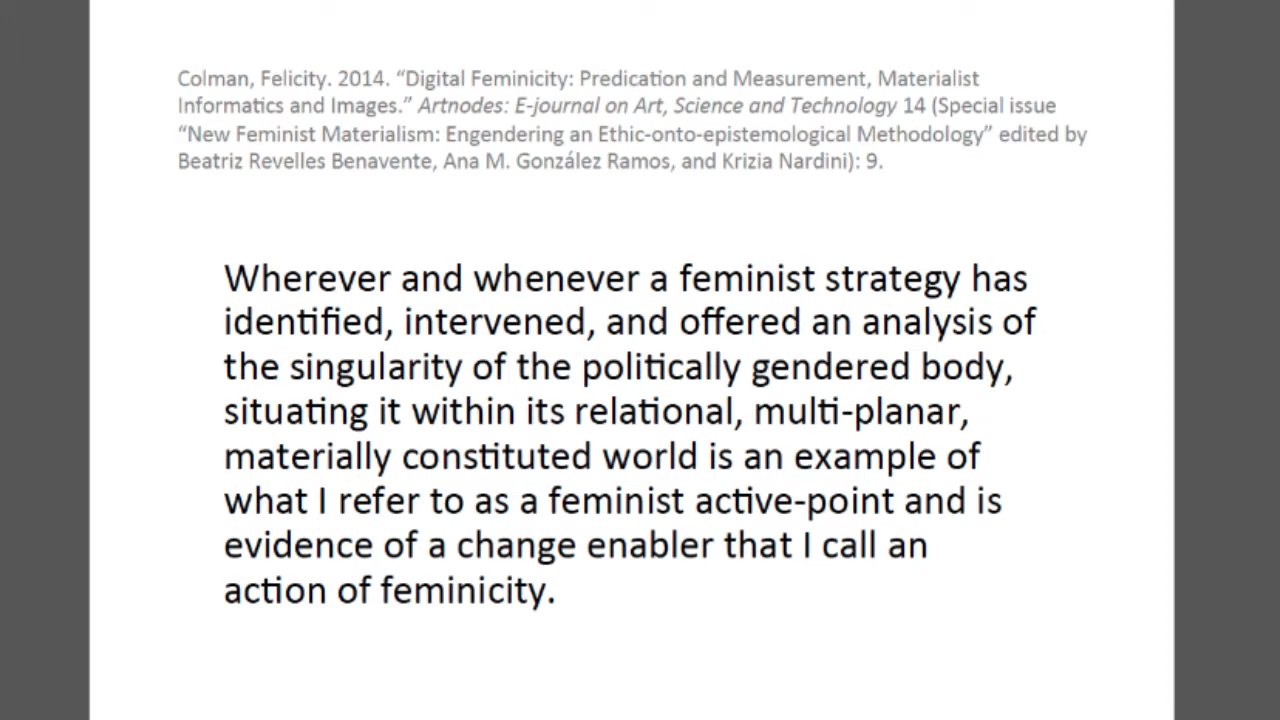 Colman, Felicity. 2014. “Digital Feminicity: Predication and Measurement, Materialist
Informatics and Images.” Artnodes: E-journal on Art, Science and Technology 14 (Special issue
“New Feminist Materialism: Engendering an Ethic-onto-epistemological Methodology” edited by
Beatriz Revelles Benavente, Ana M. González Ramos, and Krizia Nardini): 9.
Wherever and whenever a feminist strategy has
identified, intervened, and offered an analysis of
the singularity of the politically gendered body,
situating it within its relational, multi-planar,
materially constituted world is an example of
what I refer to as a feminist active-point and is
evidence of a change enabler that I call an
action of feminicity.